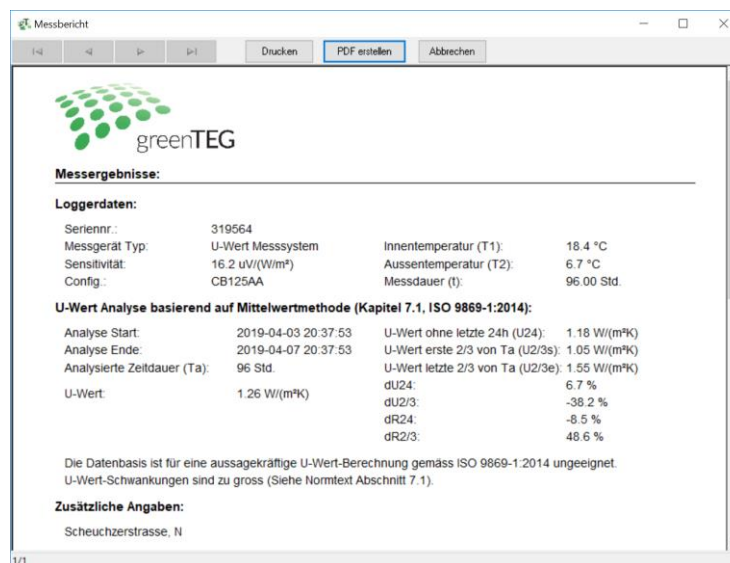 Messbericht
Drucken PDF erstellen Abbrechen
greenTEG
Messergebnisse:
Loggerdaten:
Seriennr.: 319564
Messgerät Typ: U-Wert Messsystem Innentemperatur (T1): 18.4 °C
Sensitivität: 16.2 uV/(W/m²) Aussentemperatur (T2): 6.7 °C
Config.: CB125AA Messdauer (t): 96.00 Std.
U-Wert Analyse basierend auf Mittelwertmethode (Kapitel 7.1, ISO 9869-1:2014):
Analyse Start: 2019-04-03 20:37:53 U-Wert ohne letzte 24h (U24): 1.18 W/(m²K)
Analyse Ende: 2019-04-07 20:37:53 U-Wert erste 2/3 von Ta (U2/3s): 1.05 W/(m²K)
Analysierte Zeitdauer (Ta): 96 Std. U-Wert letzte 2/3 von Ta (U2/3e): 1.55 W/(m²K)
dU24: 6.7 %
U-Wert: 1.26 W/(m²K) dU2/3: -38.2 %
dR24: -8.5 %
dR2/3: 48.6 %
Die Datenbasis ist für eine aussagekräftige U-Wert-Berechnung gemäss ISO 9869-1:2014 ungeeignet.
U-Wert-Schwankungen sind zu gross (Siehe Normtext Abschnitt 7.1).
Zusätzliche Angaben:
Scheuchzerstrasse, N
1/1